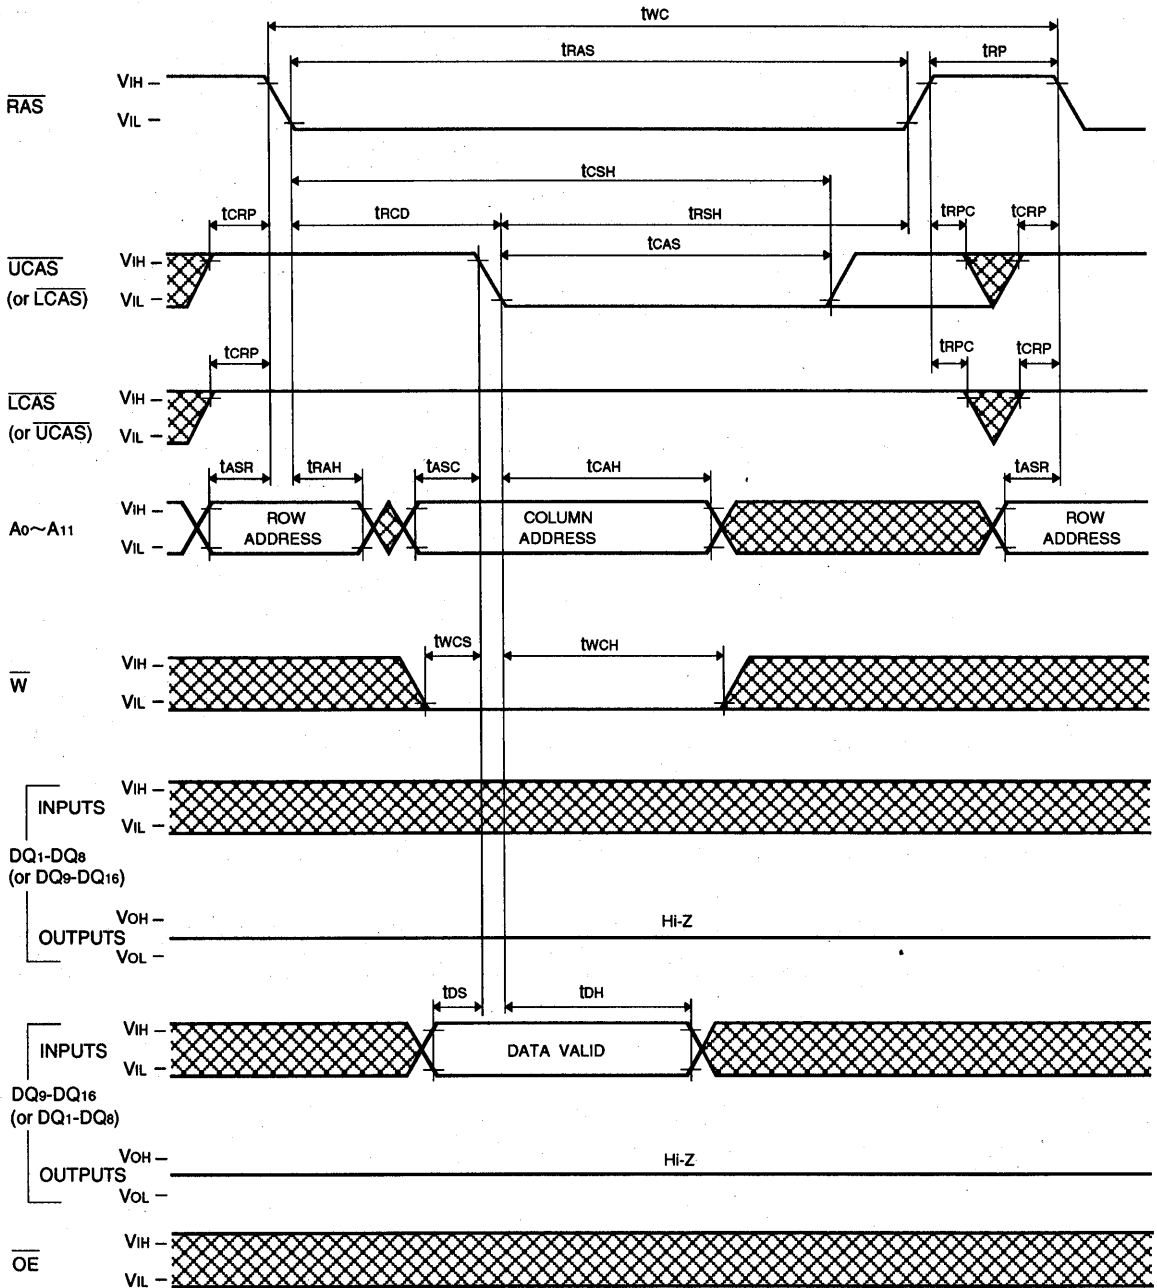 tWC
tRAS tRP
RAS VIH
VIL
tCSH
tCRP tRCD tRSH tRPC tCRP
tCAS
UCAS VIH
(or LCAS) VIL
tCRP tRPC tCRP
LCAS VIH
(or UCAS) VIL
tASR tRAH tASC tCAH tASR
A0~A11 VIH ROW ADDRESS COLUMN ADDRESS ROW ADDRESS
VIL
tWCS tWCH
W VIH
VIL
INPUTS VIH
VIL
DQ1-DQ8
(or DQ9-DQ16)
OUTPUTS VOH Hi-Z
VOL
tDS tDH
INPUTS VIH DATA VALID
VIL
DQ9-DQ16
(or DQ1-DQ8)
OUTPUTS VOH Hi-Z
VOL
OE VIH
VIL